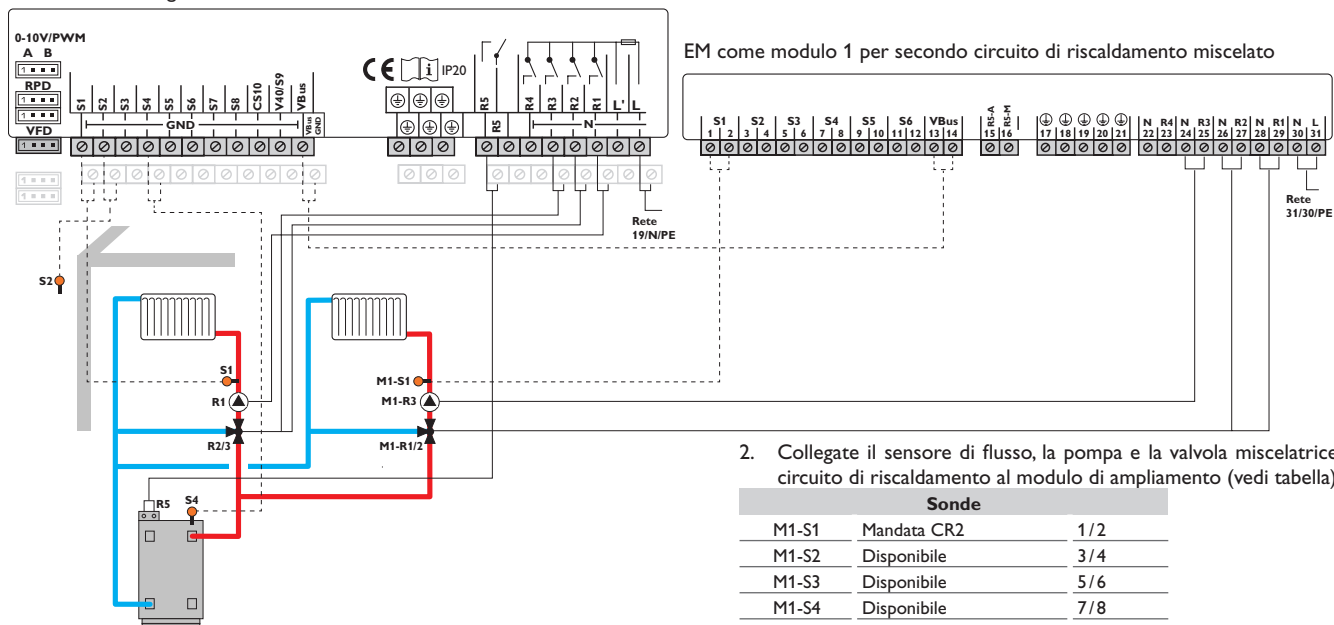 0-10V/PWM
A B
1
RPD
1
1
VFD
1
1
1
S1 S2 S3 S4 S5 S6 S7 S8 CS10 V40/S9 VBus
GND
VBus GND
CE i IP20
R5 R4 R3 R2 R1 L' L
R5 N
Rete
19/N/PE
EM come modulo 1 per secondo circuito di riscaldamento miscelato
S1 S2 S3 S4 S5 S6 VBus R5-A R5-M N R4 N R3 N R2 N R1 N L
1 2 3 4 5 6 7 8 9 10 11 12 13 14 15 16 17 18 19 20 21 22 23 24 25 26 27 28 29 30 31
Rete
31/30/PE
S2
S1
R1
R2/3
M1-S1
M1-R3
M1-R1/2
R5
S4
2. Collegate il sensore di flusso, la pompa e la valvola miscelatrice
circuito di riscaldamento al modulo di ampliamento (vedi tabella)
Sonde
M1-S1 Mandata CR2 1/2
M1-S2 Disponibile 3/4
M1-S3 Disponibile 5/6
M1-S4 Disponibile 7/8